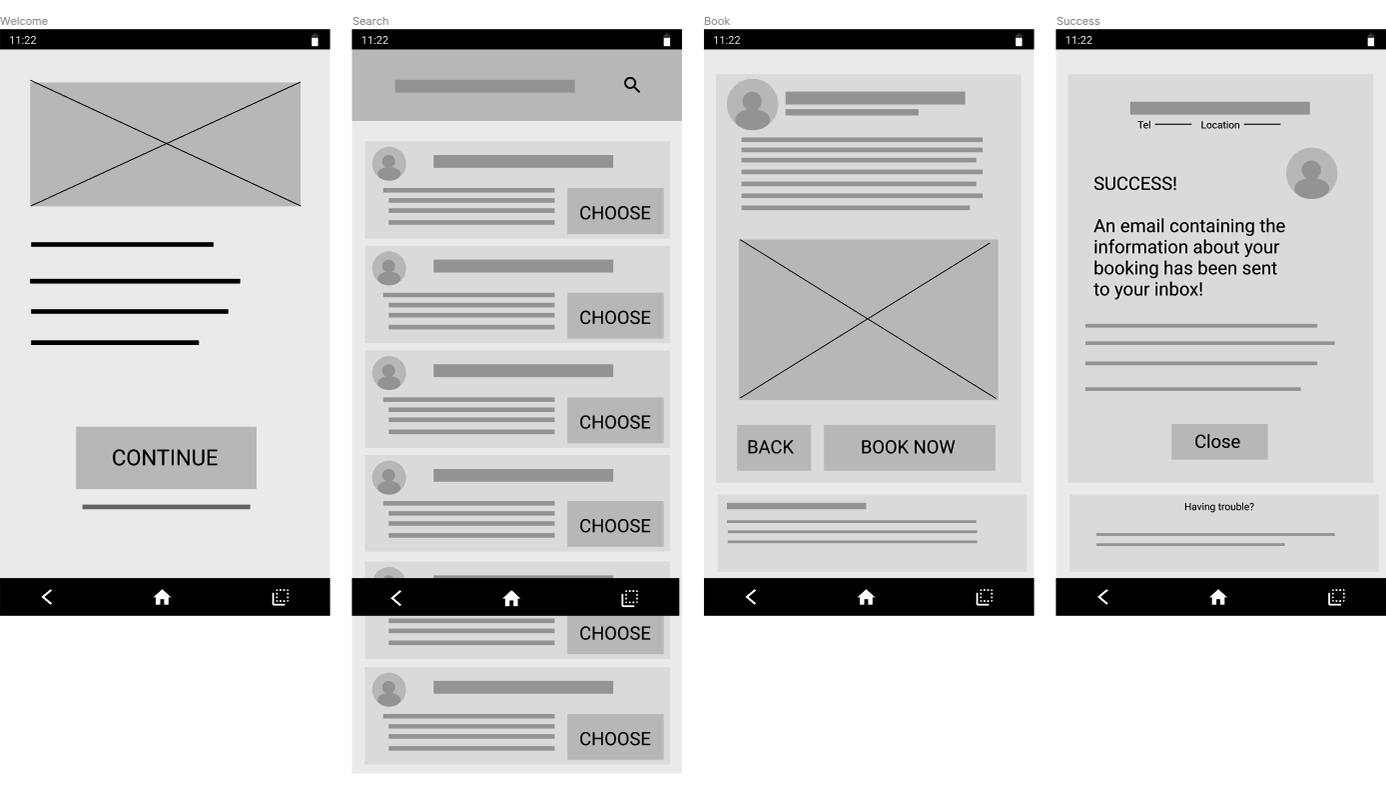 Welcome
11:22
CONTINUE
Search
11:22
CHOOSE
CHOOSE
CHOOSE
CHOOSE
CHOOSE
CHOOSE
Book
11:22
BACK
BOOK NOW
Success
11:22
Tel
Location
SUCCESS!
An email containing the
information about your
booking has been sent
to your inbox!
Close
Having trouble?